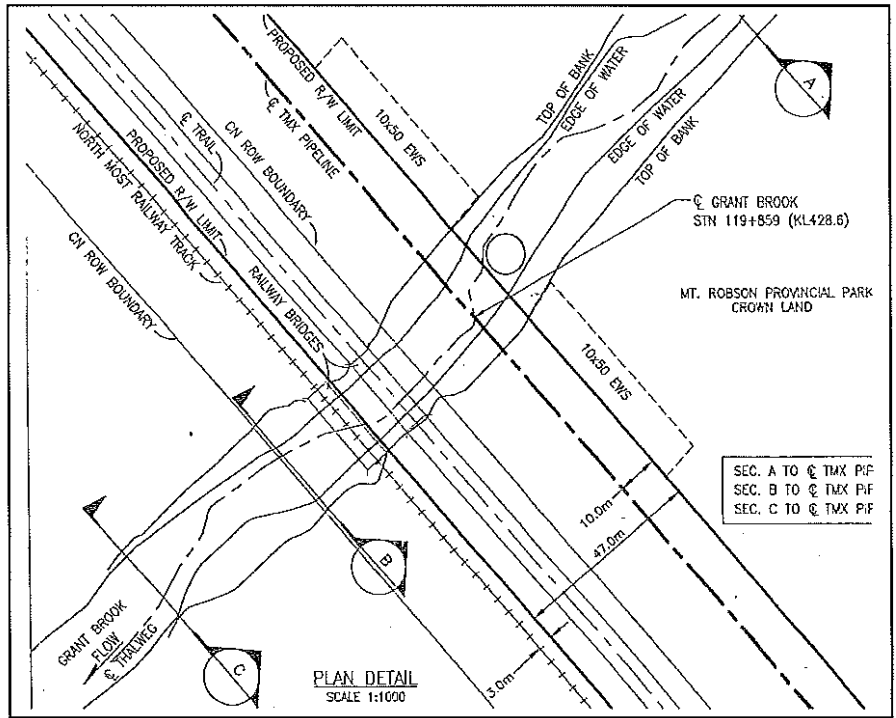 PROPOSED R/W LIMIT
10x50 EWS
TOP OF BANK
EDGE OF WATER
A
℄ TRAIL
℄ TMX PIPELINE
CN ROW BOUNDARY
PROPOSED R/W LIMIT
NORTH MOST RAILWAY TRACK
EDGE OF WATER
TOP OF BANK
℄ GRANT BROOK
STN 119+859 (KL428.6)
CN ROW BOUNDARY
RAILWAY BRIDGES
MT. ROBSON PROVINCIAL PARK
CROWN LAND
10x50 EWS
SEC. A TO ℄ TMX
SEC. B TO ℄ TMX
SEC. C TO ℄ TMX
10.0m
47.0m
B
GRANT BROOK
FLOW
℄ THALWEG
C
PLAN DETAIL
SCALE 1:1000
3.0m